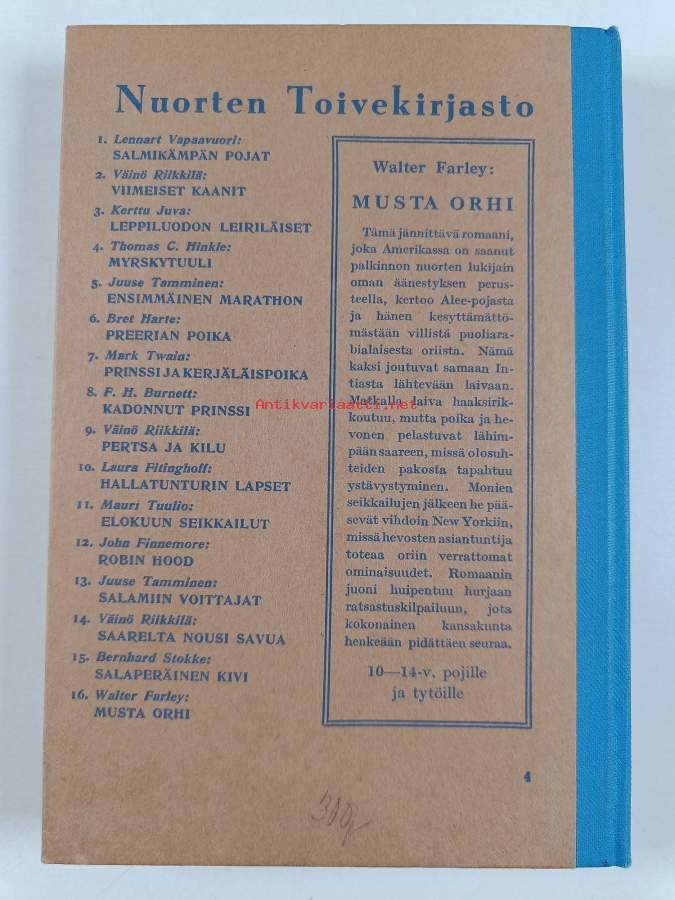 Nuorten Toivekirjasto
1. Lennart Vapaavuori:
SALMIKÄMPÄN POJAT
2. Väinö Riikkilä:
VIIMEISET KAANIT
3. Kerttu Juva:
LEPPILUODON LEIRILÄISET
4. Thomas C. Hinkle:
MYRSKYTUULI
5. Juuse Tamminen:
ENSIMMÄINEN MARATHON
6. Bret Harte:
PREERIAN POIKA
7. Mark Twain:
PRINSSI JA KERJÄLÄISPOIKA
8. F. H. Burnett:
KADONNUT PRINSSI
9. Väinö Riikkilä:
PERTSA JA KILU
10. Laura Fitinghoff:
HALLATUNTURIN LAPSET
11. Mauri Tuulio:
ELOKUUN SEIKKAILUT
12. John Finnemore:
ROBIN HOOD
13. Juuse Tamminen:
SALAMIIN VOITTAJAT
14. Väinö Riikkilä:
SAARELTA NOUSI SAVUA
15. Bernhard Stokke:
SALAPERÄINEN KIVI
16. Walter Farley:
MUSTA ORHI
Walter Farley:
MUSTA ORHI
Tämä jännittävä romaani,
joka Amerikassa on saanut
palkinnon nuorten lukijain
oman äänestyksen perus-
teella, kertoo Alec-pojasta
ja hänen kesyttämättö-
mästään villistä puoliara-
bialaisesta oriista. Nämä
kaksi joutuvat samaan In-
tiasta lähtevään laivaan.
Matkalla laiva haaksirik-
koutuu, mutta poika ja he-
vonen pelastuvat lähim-
pään saareen, missä olosuh-
teiden pakosta tapahtuu
ystävystyminen. Monien
seikkailujen jälkeen he pää-
sevät vihdoin New Yorkiin,
missä hevosten asiantuntija
toteaa oriin verrattomat
ominaisuudet. Romaanin
juoni huipentuu hurjaan
ratsastuskilpailuun, jota
kokonainen kansakunta
henkeään pidättäen seuraa.
10—14-v. pojille
ja tytöille
4
Antikvariaatti.net